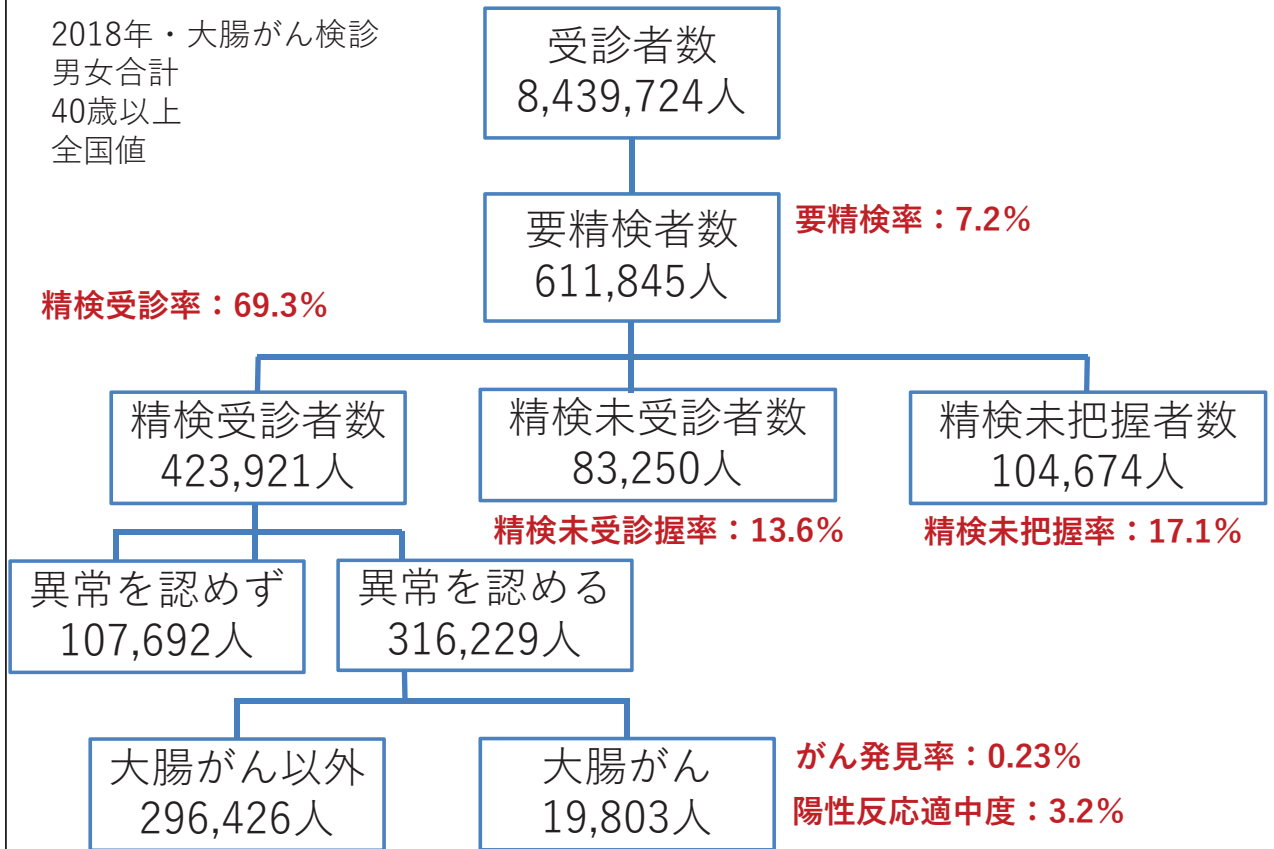 2018年・大腸がん検診
男女合計
40歳以上
全国値
受診者数
8,439,724人
要精検者数
611,845人
要精検率：7.2%
精検受診率：69.3%
精検受診者数
423,921人
精検未受診者数
83,250人
精検未把握者数
104,674人
精検未受診握率：13.6%
精検未把握率：17.1%
異常を認めず
107,692人
異常を認める
316,229人
大腸がん以外
296,426人
大腸がん
19,803人
がん発見率：0.23%
陽性反応適中度：3.2%